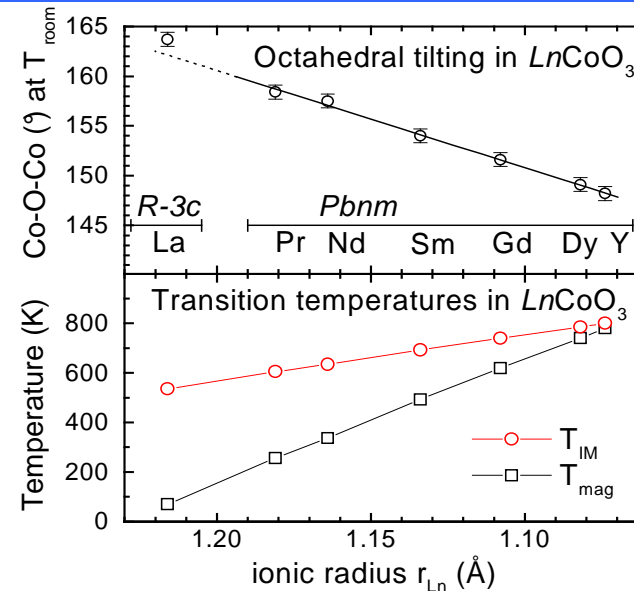 Co-O-Co (°) at T_room
165
160
155
150
145
Octahedral tilting in LnCoO₃
R-3c
Pbnm
La
Pr
Nd
Sm
Gd
Dy
Y
Temperature (K)
800
600
400
200
0
Transition temperatures in LnCoO₃
T_IM
T_mag
1.20
1.15
1.10
ionic radius r_Ln (Å)